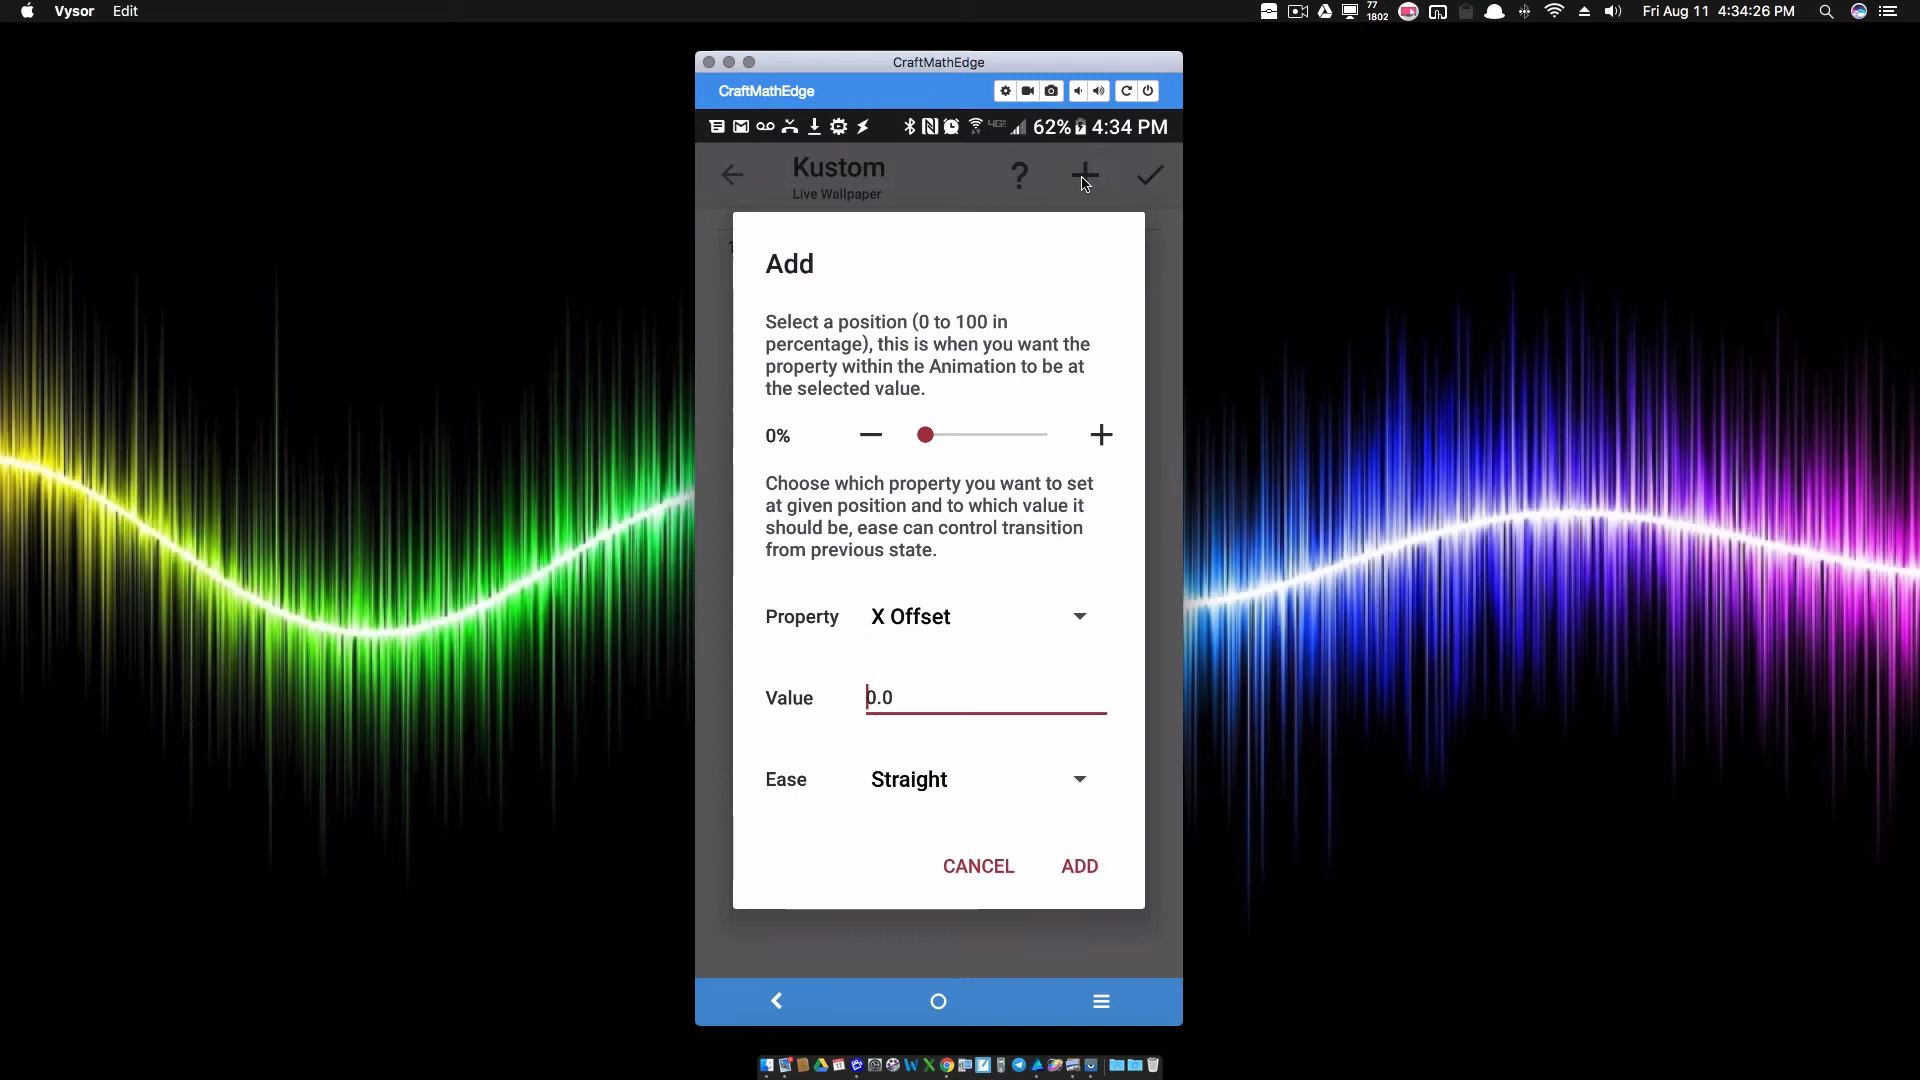 Vysor Edit
77
1802
Fri Aug 11 4:34:26 PM
CraftMathEdge
CraftMathEdge
62% 4:34 PM
Kustom
Live Wallpaper
Add
Select a position (0 to 100 in
percentage), this is when you want the
property within the Animation to be at
the selected value.
0%
Choose which property you want to set
at given position and to which value it
should be, ease can control transition
from previous state.
Property X Offset
Value 0.0
Ease Straight
CANCEL ADD